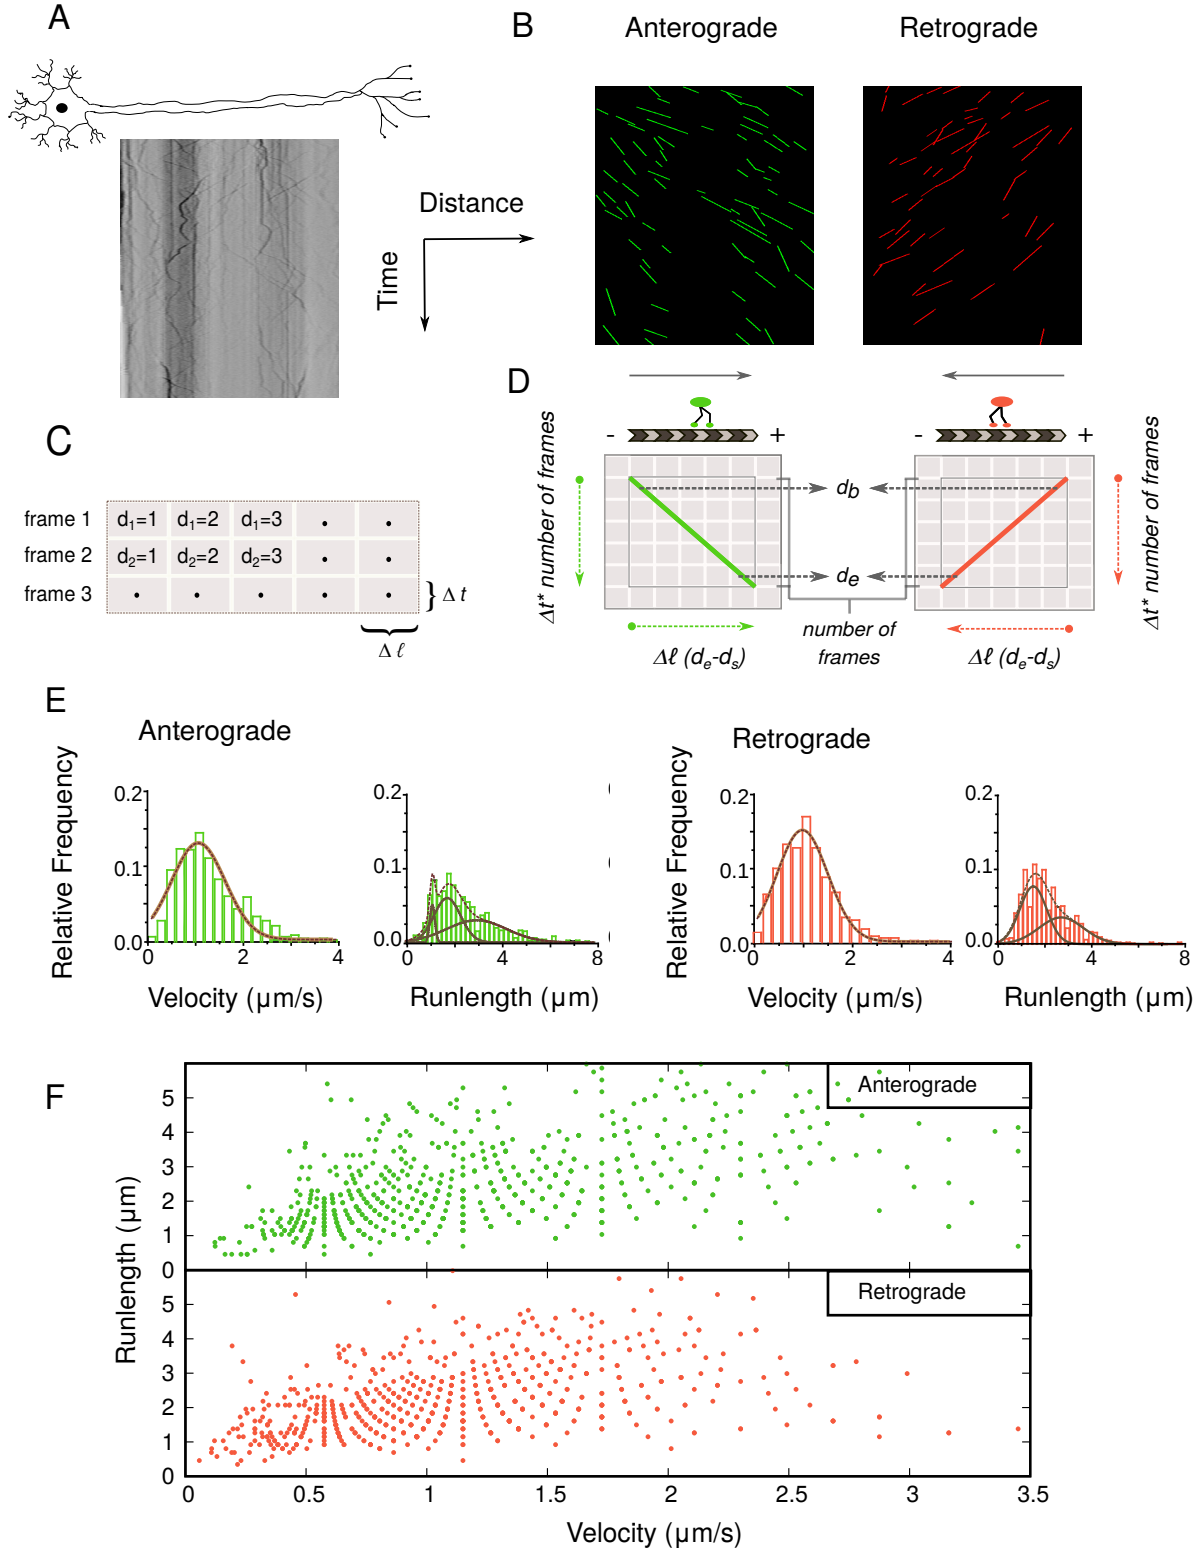 A
B
Anterograde
Retrograde
Distance
Time
C
frame 1
d1=1
d1=2
d1=3
frame 2
d2=1
d2=2
d2=3
frame 3
Δ t
Δ ℓ
D
- +
- +
Δt* number of frames
db
de
Δt* number of frames
number of
frames
Δℓ (de-ds)
Δℓ (de-ds)
E
Anterograde
Retrograde
Relative Frequency
0.2
0.1
0.0
0 2 4
Velocity (µm/s)
0.2
0.1
0.0
0 4 8
Runlength (µm)
Relative Frequency
0.2
0.1
0.0
0 2 4
Velocity (µm/s)
0.2
0.1
0.0
0 4 8
Runlength (µm)
F
Runlength (µm)
Anterograde
5
4
3
2
1
0
Retrograde
5
4
3
2
1
0
0 0.5 1 1.5 2 2.5 3 3.5
Velocity (µm/s)